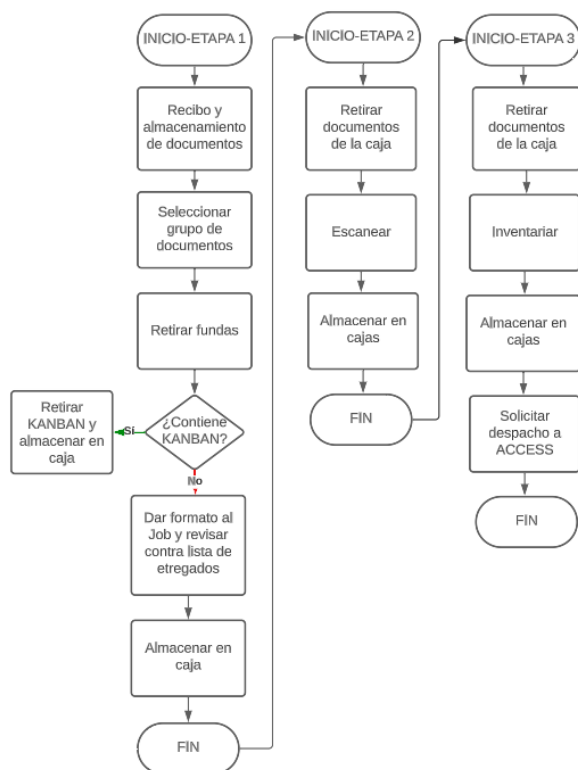 INICIO-ETAPA 1
Recibo y
almacenamiento
de documentos
Seleccionar
grupo de
documentos
Retirar fundas
¿Contiene
KANBAN?
Sí
Retirar
KANBAN y
almacenar en
caja
No
Dar formato al
Job y revisar
contra lista de
etregados
Almacenar en
caja
FIN
INICIO-ETAPA 2
Retirar
documentos
de la caja
Escanear
Almacenar en
cajas
FIN
INICIO-ETAPA 3
Retirar
documentos
de la caja
Inventariar
Almacenar en
cajas
Solicitar
despacho a
ACCESS
FIN